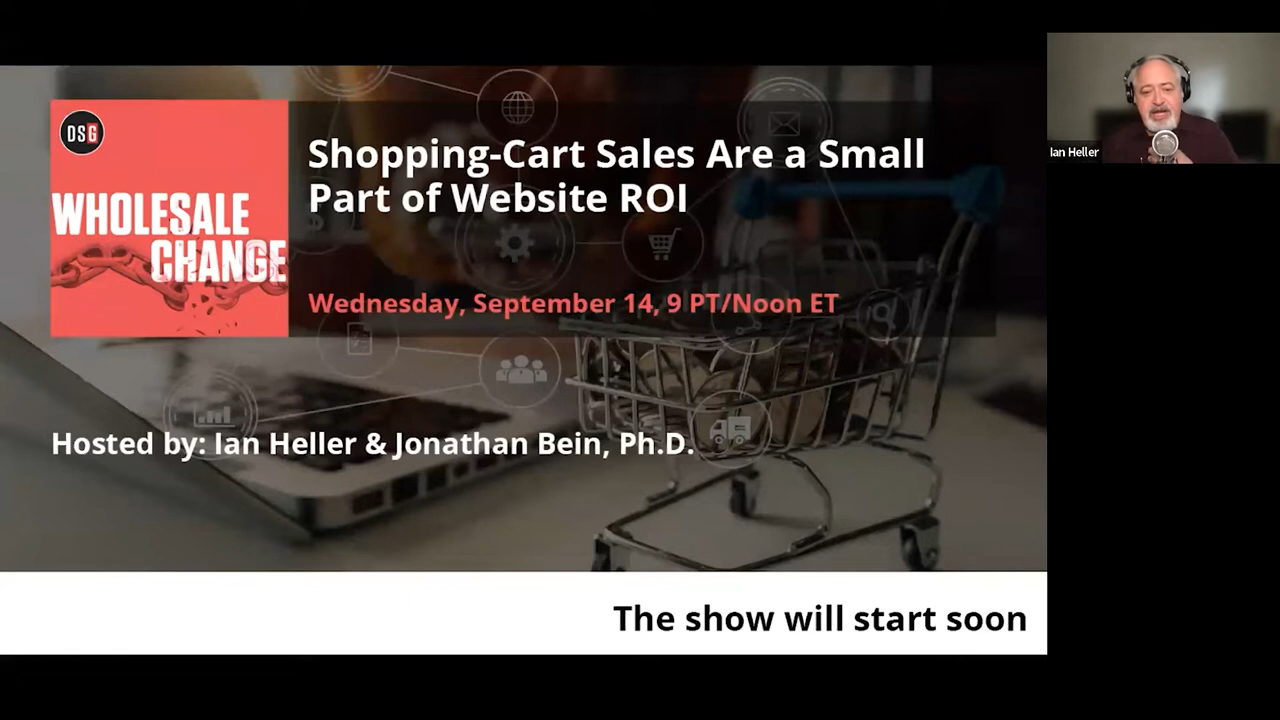 DSG
WHOLESALE
CHANGE
Shopping-Cart Sales Are a Small
Part of Website ROI
Wednesday, September 14, 9 PT/Noon ET
Hosted by: Ian Heller & Jonathan Bein, Ph.D.
The show will start soon
Ian Heller